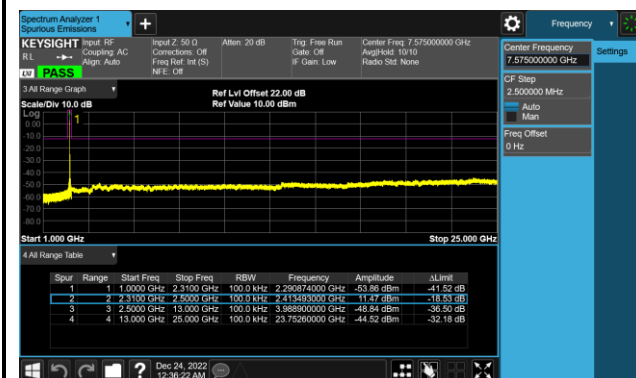 Spectrum Analyzer 1
Spurious Emissions
+
Frequency
KEYSIGHT Input: RF Input Z: 50 Ω Atten: 20 dB Trig: Free Run Center Freq: 7.575000000 GHz
RL Coupling: AC Corrections: Off Gate: Off Avg|Hold: 10/10
Align: Auto Freq Ref: Int (S) IF Gain: Low Radio Std: None
LXI PASS NFE: Off
Center Frequency
7.575000000 GHz
Settings
CF Step
2.500000 MHz
Auto
Man
Freq Offset
0 Hz
3 All Range Graph
Ref Lvl Offset 22.00 dB
Scale/Div 10.0 dB Ref Value 10.00 dBm
Log
1
0.00
-10.0
-20.0
-30.0
-40.0
-50.0
-60.0
-70.0
-80.0
Start 1.000 GHz Stop 25.000 GHz
4 All Range Table
Spur Range Start Freq Stop Freq RBW Frequency Amplitude ΔLimit
1 1 1.0000 GHz 2.3100 GHz 100.0 kHz 2.290874000 GHz -53.86 dBm -41.52 dB
2 2 2.3100 GHz 2.5000 GHz 100.0 kHz 2.413493000 GHz 11.47 dBm -18.53 dB
3 3 2.5000 GHz 13.000 GHz 100.0 kHz 3.988900000 GHz -48.84 dBm -36.50 dB
4 4 13.000 GHz 25.000 GHz 100.0 kHz 23.75260000 GHz -44.52 dBm -32.18 dB
? Dec 24, 2022
12:36:22 AM